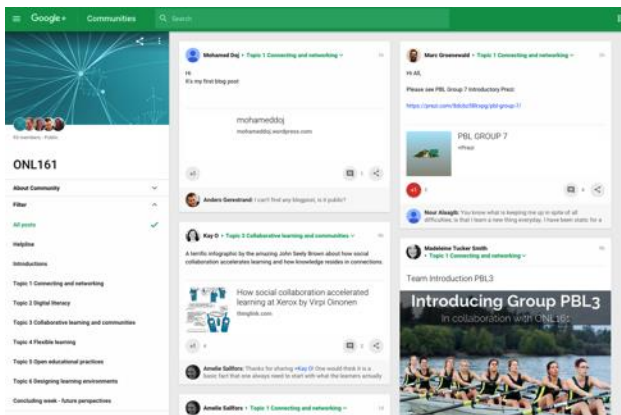 Google+ Communities Search
ONL161
About Community
Filter
All posts
Helpline
Introductions
Topic 1 Connecting and networking
Topic 2 Digital literacy
Topic 3 Collaborative learning and communities
Topic 4 Flexible learning
Topic 5 Open educational practices
Topic 6 Designing learning environments
Concluding week - future perspectives
Mohamed Doj • Topic 1 Connecting and networking
Hi
It's my first blog post:
mohameddoj
mohameddoj.wordpress.com
+1
Anders Gerestrand: I can't find any blogpost, is it public?
Kay O • Topic 3 Collaborative learning and communities
A terrific infographic by the amazing John Seely Brown about how social
collaboration accelerates learning and how knowledge resides in connections.
How social collaboration accelerated
learning at Xerox by Virpi Oinonen
thinglink.com
+1 4
Amelie Sallfors: Thanks for sharing +Kay O! One would think it is a
basic fact that one always need to start with what the learners actually
Amelie Sallfors • Topic 1 Connecting and networking
Marc Greenwald • Topic 1 Connecting and networking
Hi All,
Please see PBL Group 7 Introductory Prezi:
PBL GROUP 7
+Prezi
+1
Nour Alsagib: You know what is keeping me up in spite of all
difficulties, is that I learn a new thing everyday. I have been static for a
Madeleine Tucker Smith
• Topic 1 Connecting and networking
Team Introduction PBL3
Introducing Group PBL3
In collaboration with ONL161